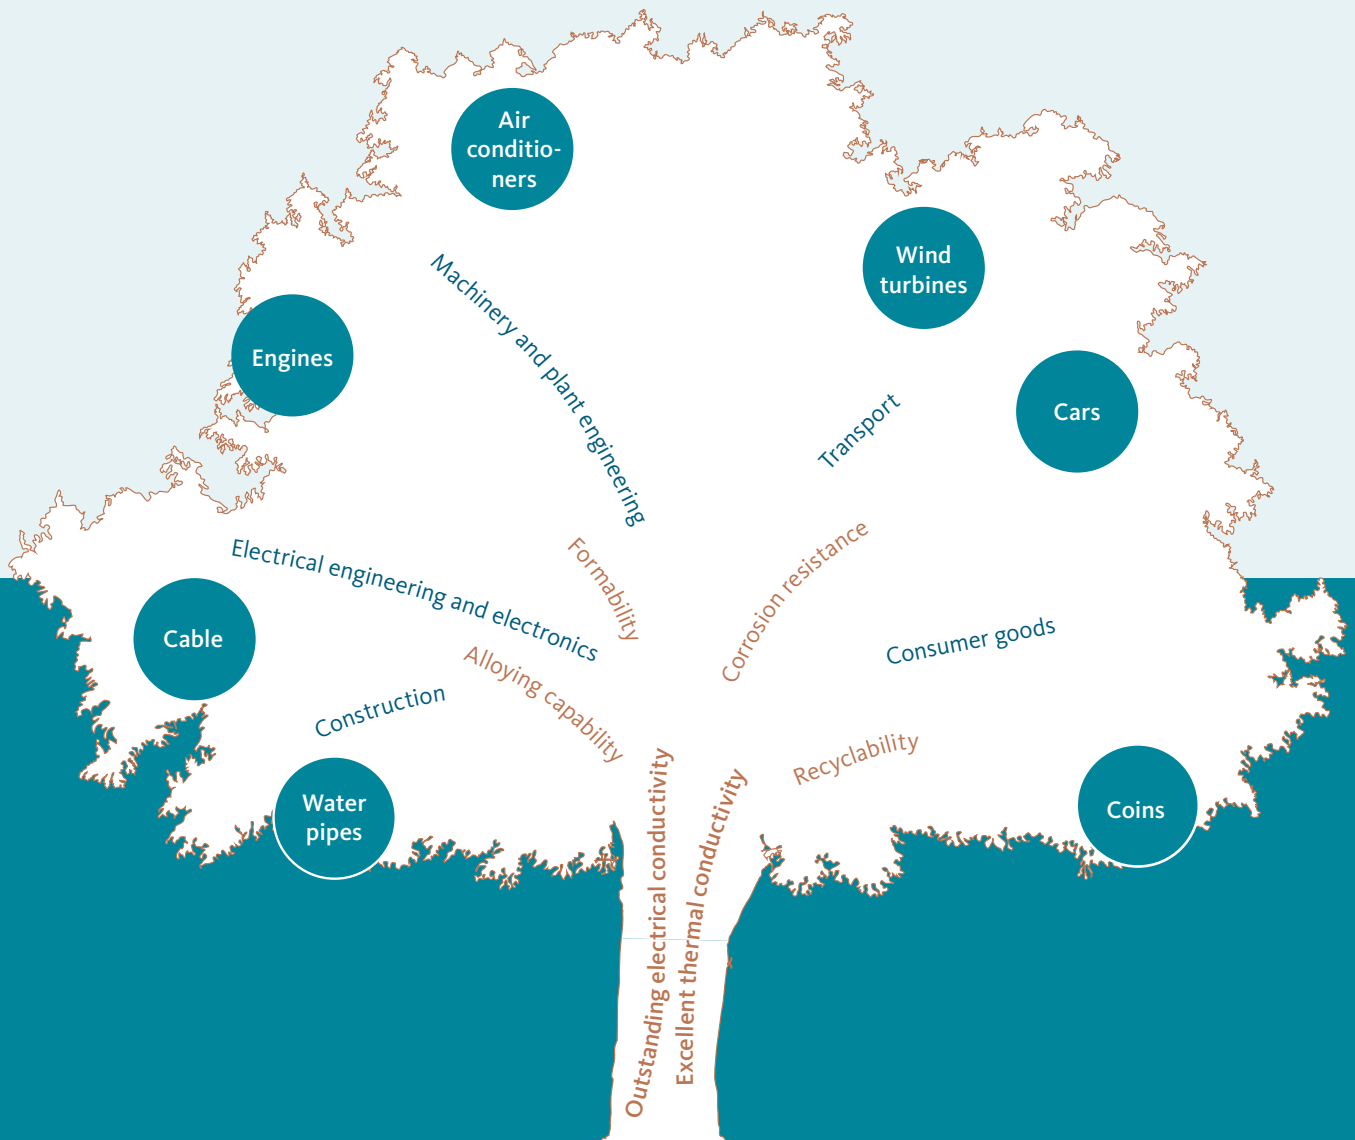 Air
conditio-
ners
Wind
turbines
Machinery and plant engineering
Engines
Cars
Transport
Electrical engineering and electronics
Formability
Corrosion resistance
Cable
Consumer goods
Alloying capability
Construction
Recyclability
Water
pipes
Coins
Outstanding electrical conductivity
Excellent thermal conductivity